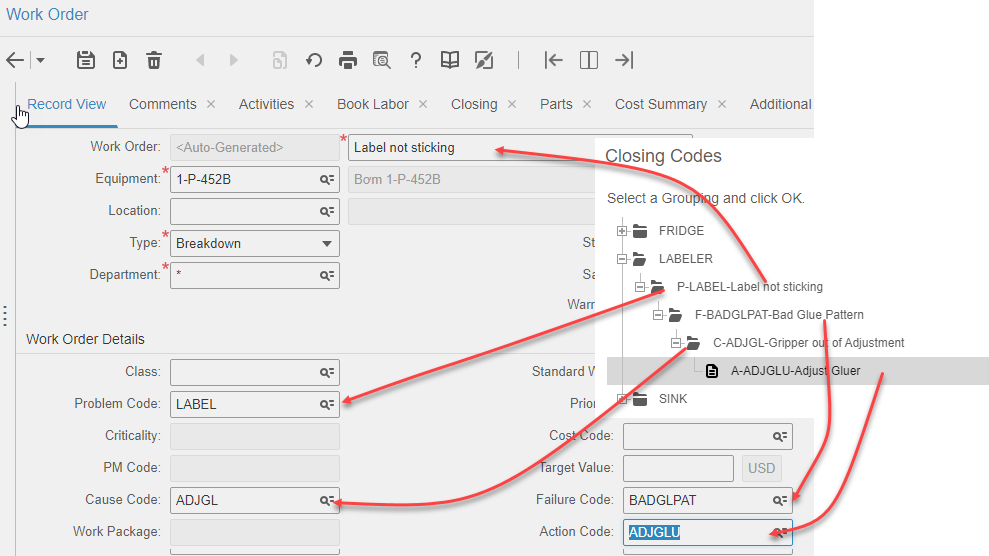 Work Order
Record View
Comments ×
Activities ×
Book Labor ×
Closing ×
Parts ×
Cost Summary ×
Additional
Work Order: <Auto-Generated> * Label not sticking
Equipment: * 1-P-452B Bom 1-P-452B
Location:
Type: * Breakdown
St
Department: * *
Sa
Warr
Closing Codes
Select a Grouping and click OK.
FRIDGE
LABELER
P-LABEL-Label not sticking
F-BADGLPAT-Bad Glue Pattern
C-ADJGL-Gripper out of Adjustment
A-ADJGLU-Adjust Gluer
SINK
Work Order Details
Class:
Standard W
Problem Code: LABEL
Prior
Criticality:
Cost Code:
PM Code:
Target Value: USD
Cause Code: ADJGL
Failure Code: BADGLPAT
Work Package:
Action Code: ADJGLU